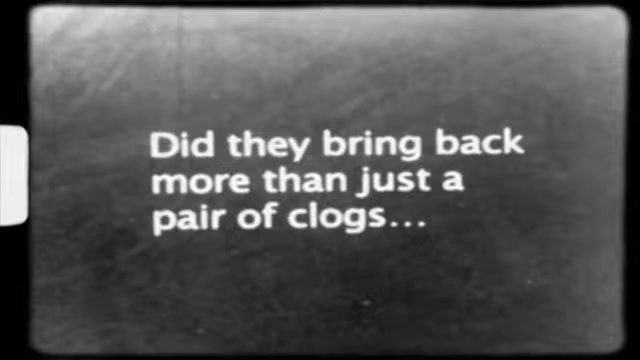 Did they bring back
more than just a
pair of clogs...